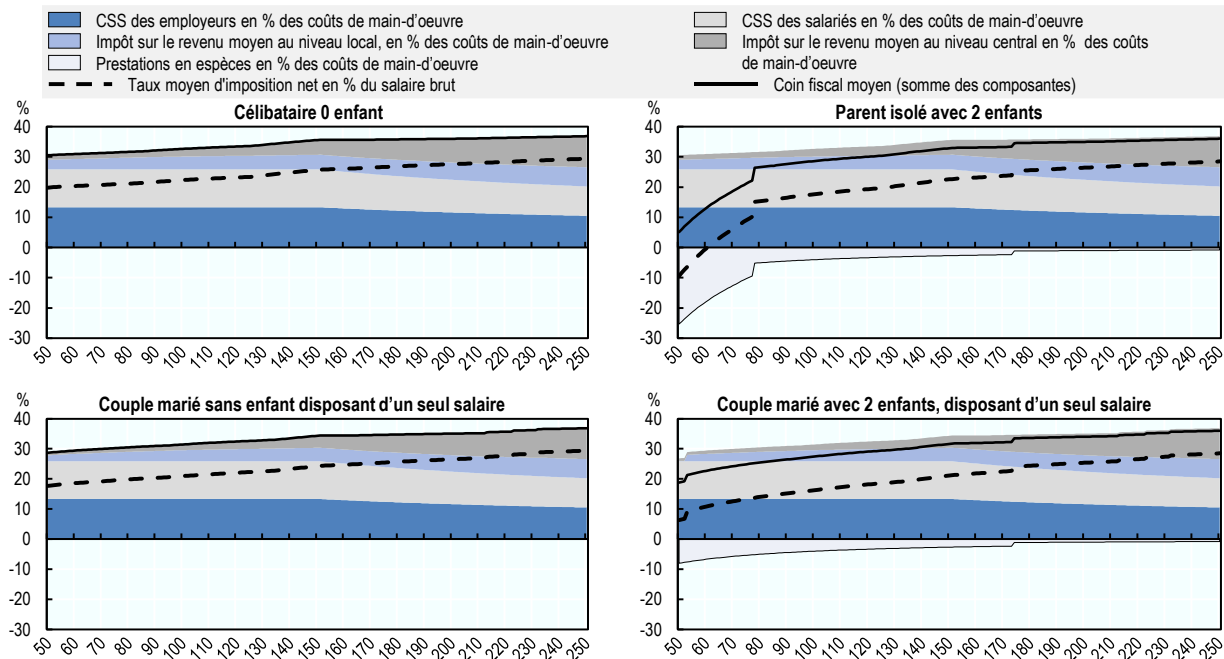 CSS des employeurs en % des coûts de main-d'oeuvre
CSS des salariés en % des coûts de main-d'oeuvre
Impôt sur le revenu moyen au niveau local, en % des coûts de main-d'oeuvre
Impôt sur le revenu moyen au niveau central en % des coûts
de main-d'oeuvre
Prestations en espèces en % des coûts de main-d'oeuvre
Taux moyen d'imposition net en % du salaire brut
Coin fiscal moyen (somme des composantes)
%
Célibataire 0 enfant
40
30
20
10
0
-10
-20
-30
50 60 70 80 90 100 110 120 130 140 150 160 170 180 190 200 210 220 230 240 250
%
Parent isolé avec 2 enfants
40
30
20
10
0
-10
-20
-30
50 60 70 80 90 100 110 120 130 140 150 160 170 180 190 200 210 220 230 240 250
%
Couple marié sans enfant disposant d'un seul salaire
40
30
20
10
0
-10
-20
-30
50 60 70 80 90 100 110 120 130 140 150 160 170 180 190 200 210 220 230 240 250
%
Couple marié avec 2 enfants, disposant d'un seul salaire
40
30
20
10
0
-10
-20
-30
50 60 70 80 90 100 110 120 130 140 150 160 170 180 190 200 210 220 230 240 250